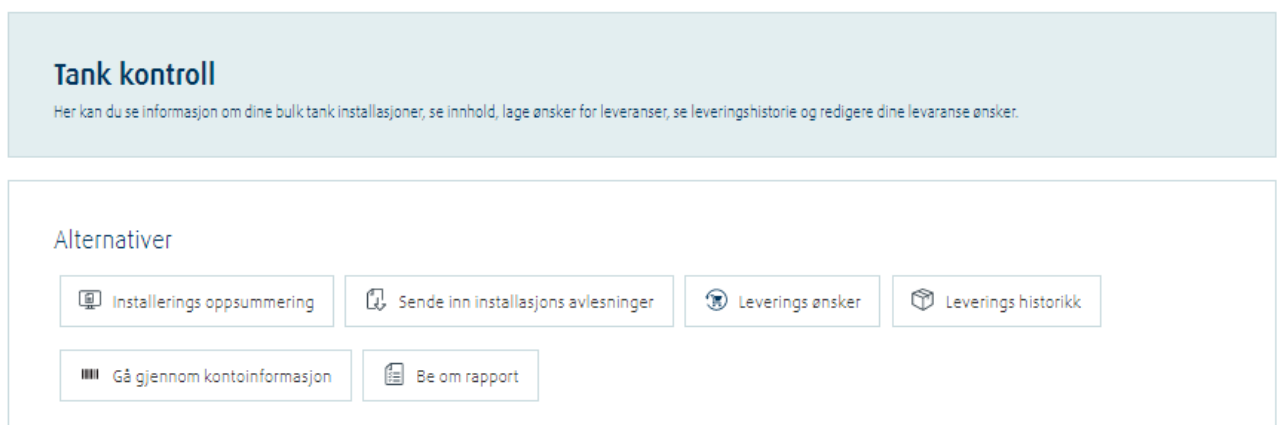 Tank kontroll
Her kan du se informasjon om dine bulk tank installasjoner, se innhold, lage ønsker for leveranser, se leveringshistorie og redigere dine levaranse ønsker.
Alternativer
Installerings oppsummering
Sende inn installasjons avlesninger
Leverings ønsker
Leverings historikk
Gå gjennom kontoinformasjon
Be om rapport